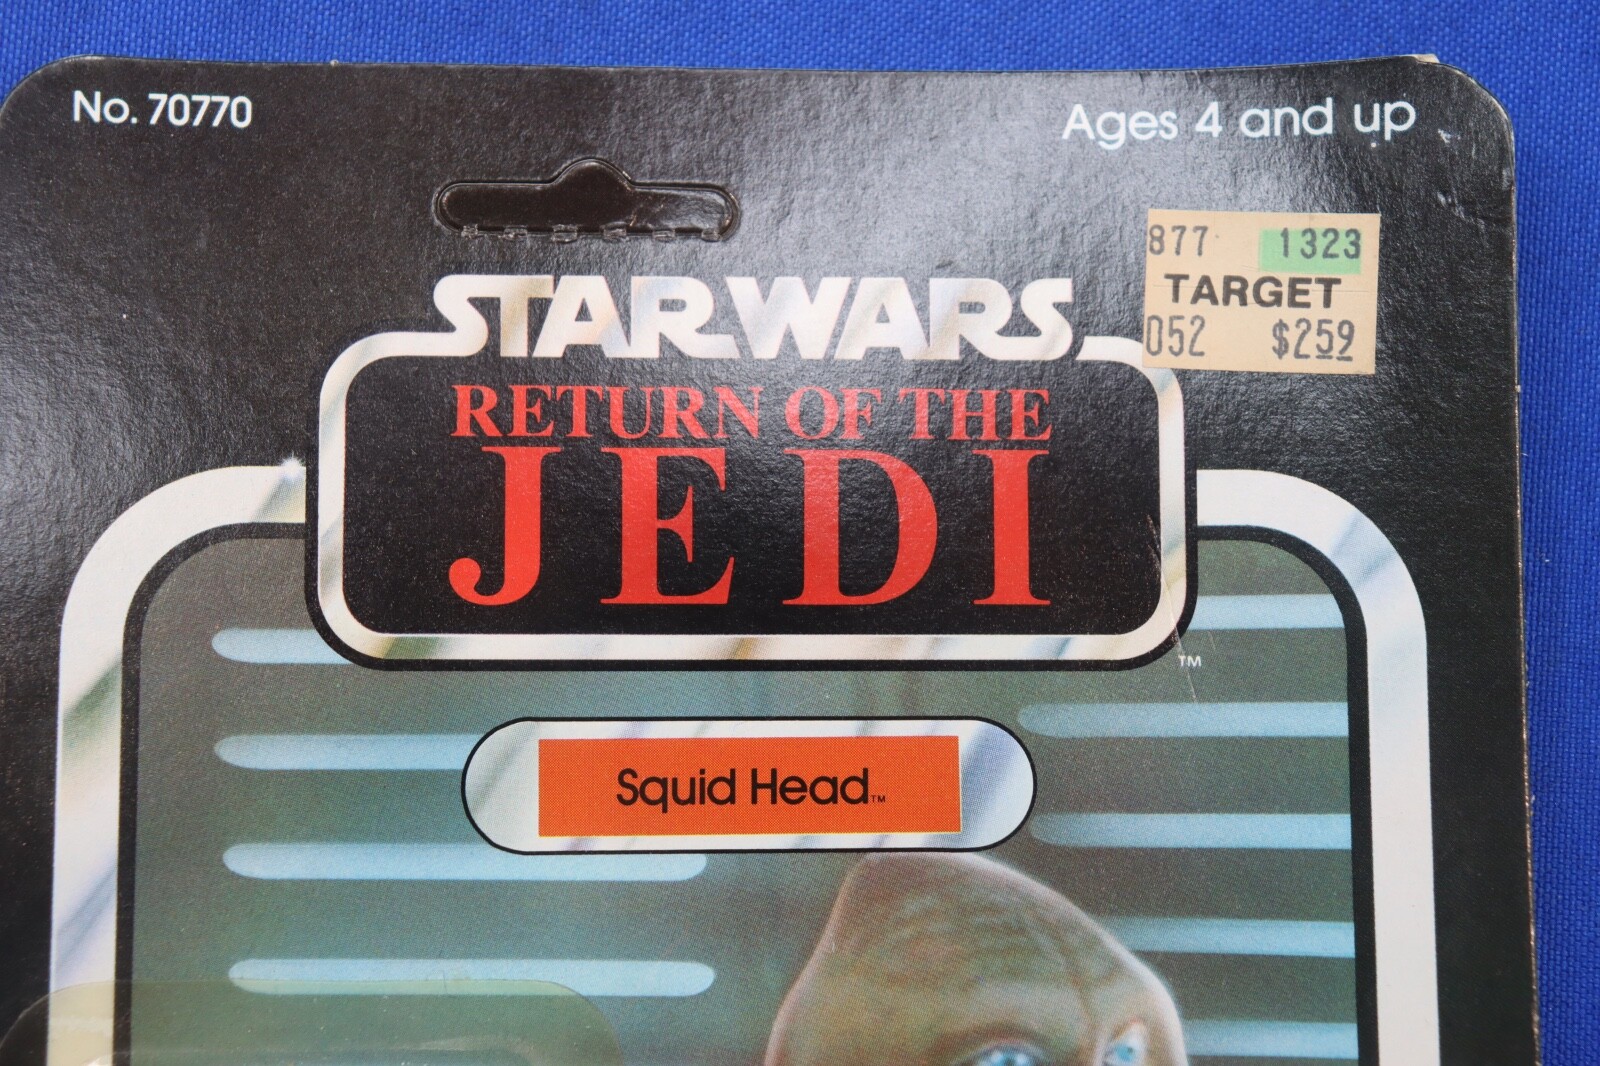 No. 70770
Ages 4 and up
877 1323
TARGET
052 $2.59
STAR WARS
RETURN OF THE
JEDI
TM
Squid Head™